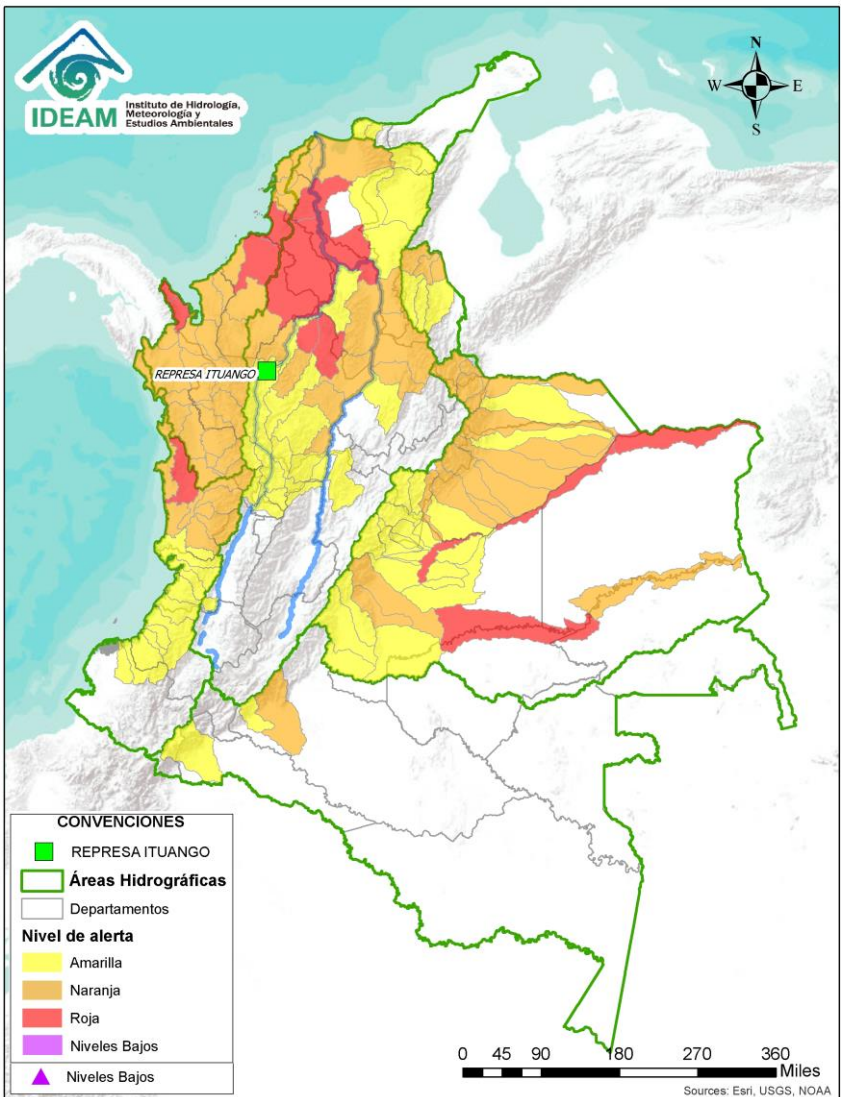 IDEAM
Instituto de Hidrología,
Meteorología y
Estudios Ambientales
N
W
E
S
REPRESA ITUANGO
CONVENCIONES
REPRESA ITUANGO
Áreas Hidrográficas
Departamentos
Nivel de alerta
Amarilla
Naranja
Roja
Niveles Bajos
Niveles Bajos
0 45 90 180 270 360
Miles
Sources: Esri, USGS, NOAA